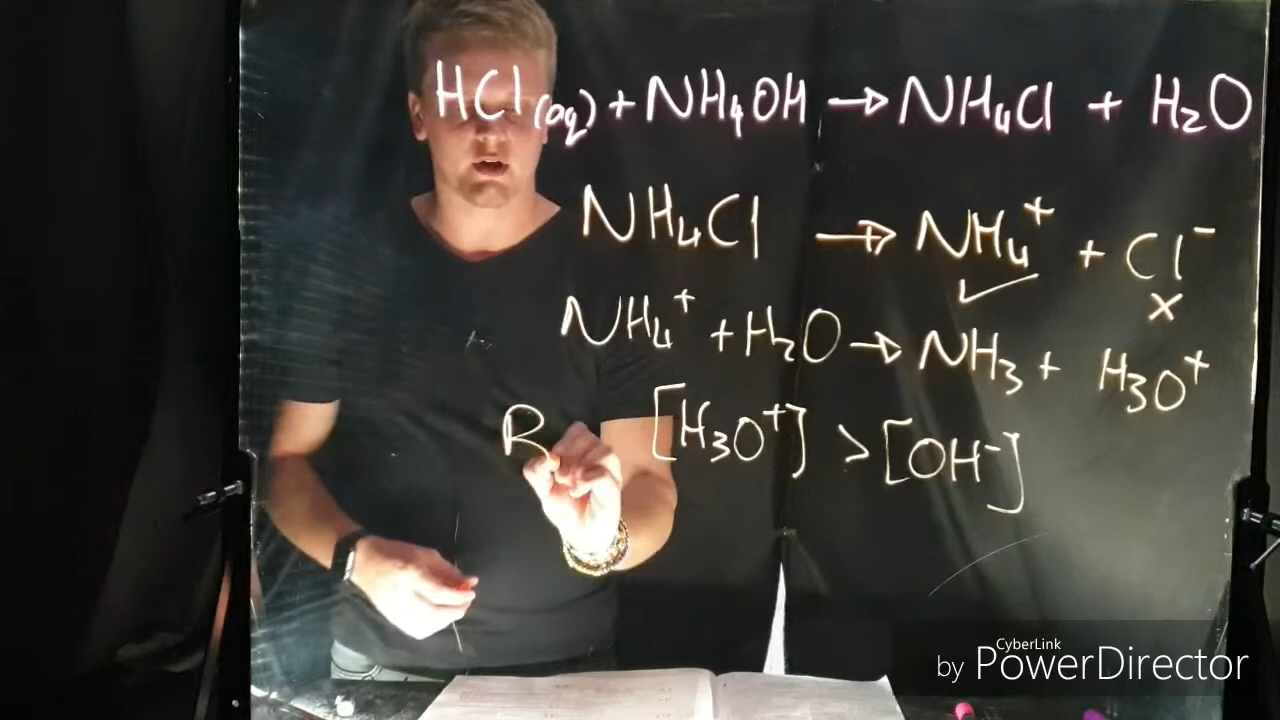 HCl(aq) + NH₄OH → NH₄Cl + H₂O
NH₄Cl → NH₄⁺ + Cl⁻
✓ x
NH₄⁺ + H₂O → NH₃ + H₃O⁺
R [H₃O⁺] > [OH⁻]
CyberLink
by PowerDirector